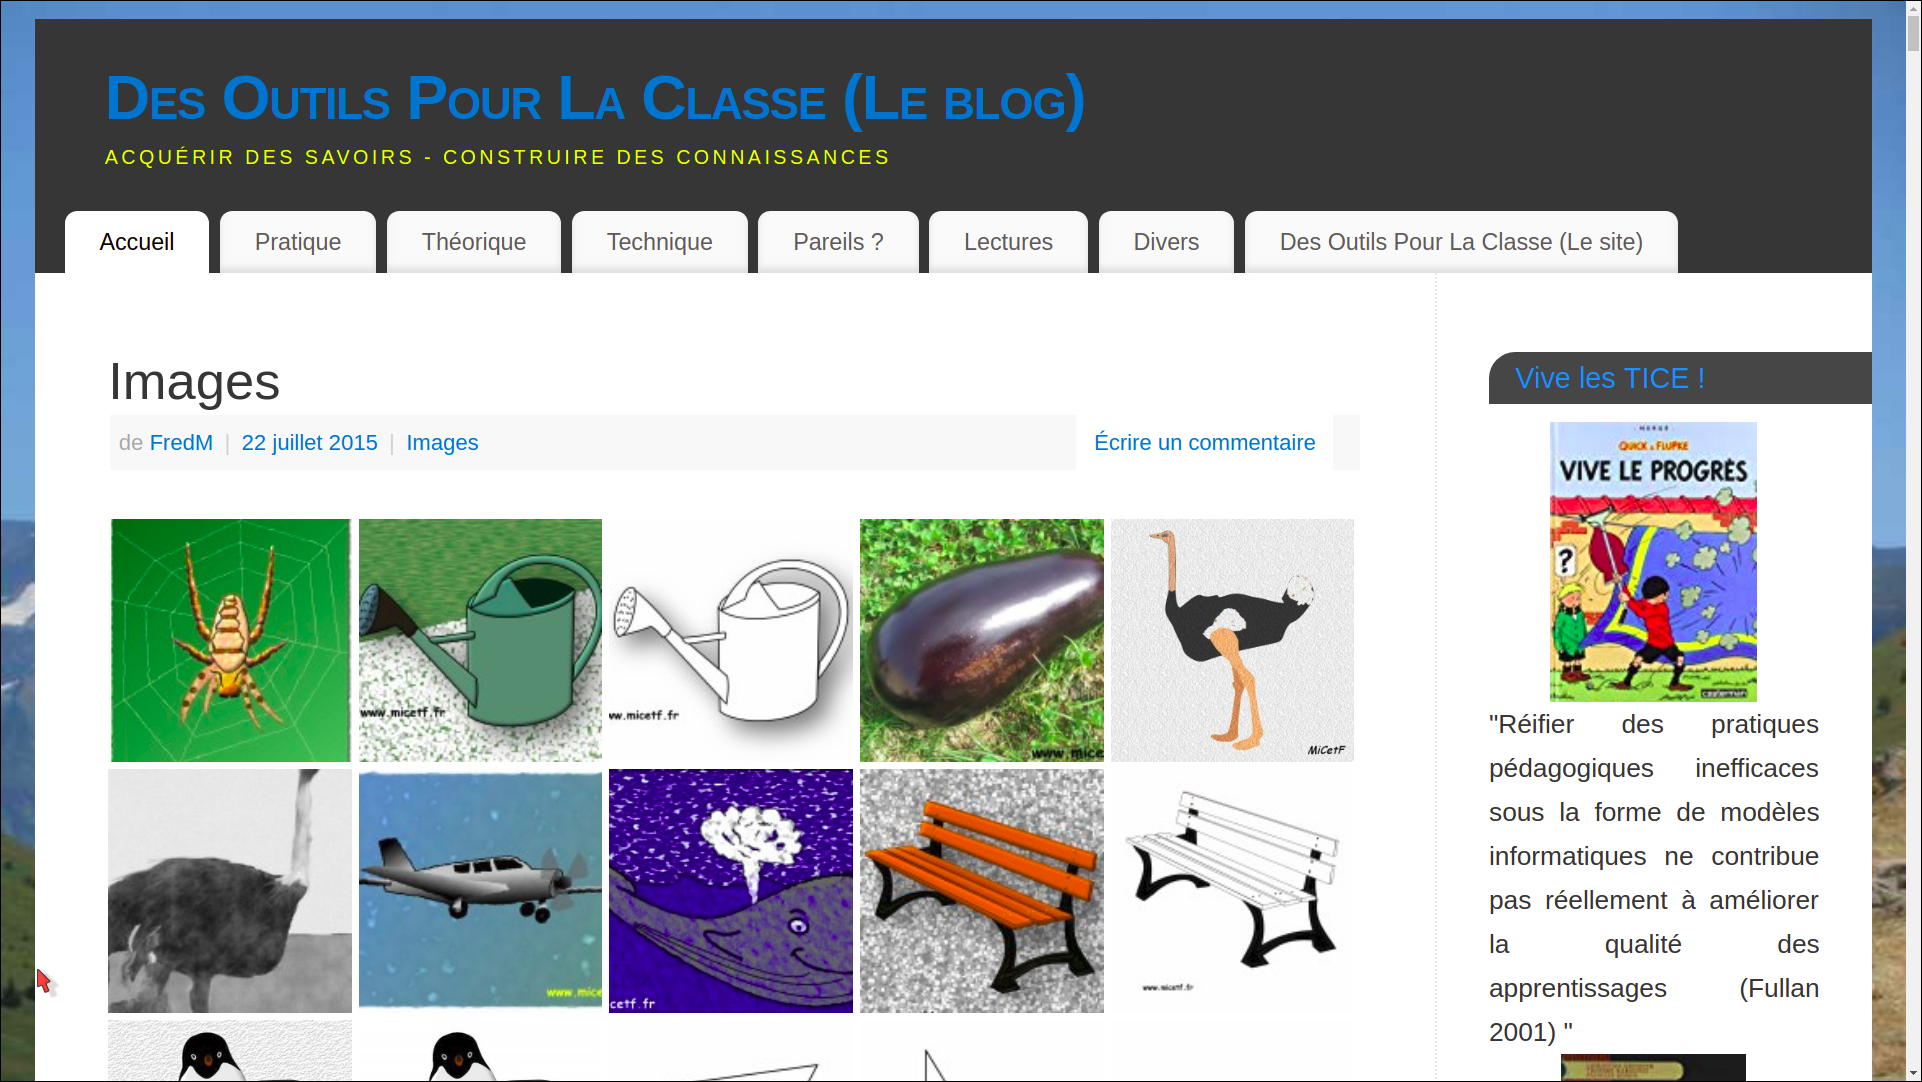 Des Outils Pour La Classe (Le blog)
ACQUÉRIR DES SAVOIRS - CONSTRUIRE DES CONNAISSANCES
Accueil
Pratique
Théorique
Technique
Pareils ?
Lectures
Divers
Des Outils Pour La Classe (Le site)
Images
de FredM | 22 juillet 2015 | Images
Écrire un commentaire
www.micetf.fr
ww.micetf.fr
www.mice
MiCetF
www.mice
cetf.fr
www.micetf.fr
Vive les TICE !
HERGÉ
QUICK & FLUPKE
VIVE LE PROGRÈS
?
casterman
"Réifier des pratiques
pédagogiques inefficaces
sous la forme de modèles
informatiques ne contribue
pas réellement à améliorer
la qualité des
apprentissages (Fullan
2001) "